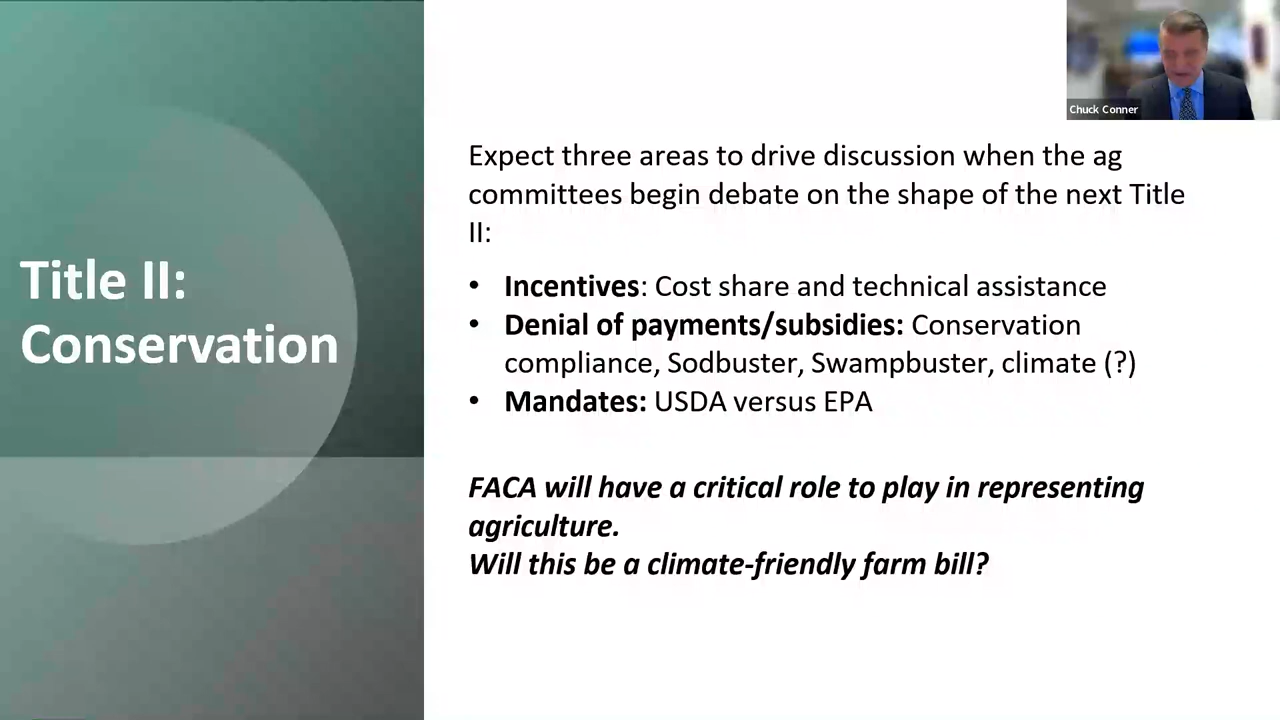 Chuck Conner
Title II:
Conservation
Expect three areas to drive discussion when the ag
committees begin debate on the shape of the next Title
II:
• Incentives: Cost share and technical assistance
• Denial of payments/subsidies: Conservation
compliance, Sodbuster, Swampbuster, climate (?)
• Mandates: USDA versus EPA
FACA will have a critical role to play in representing
agriculture.
Will this be a climate-friendly farm bill?